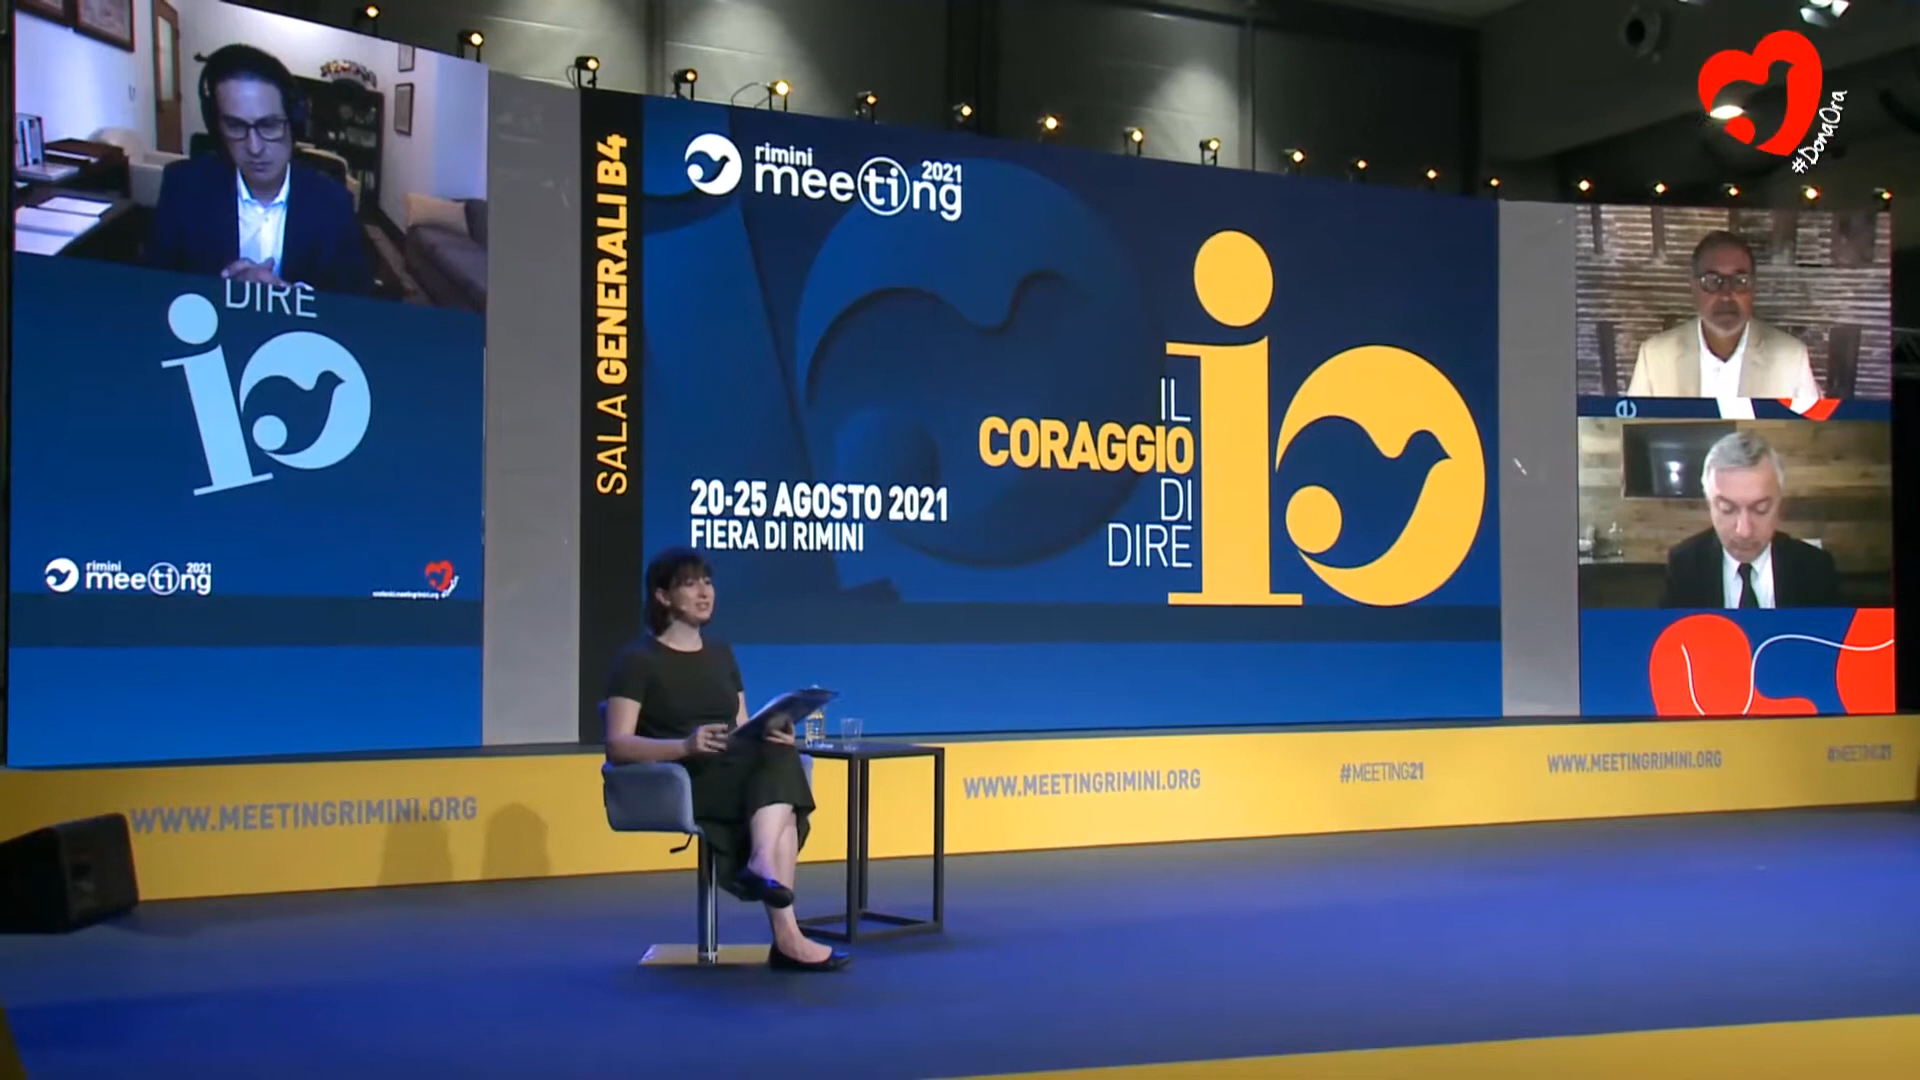 #DonaOra
DIRE
io
rimini
meeting
2021
SALA GENERALI B4
rimini
meeting
2021
IL
CORAGGIO
DI
DIRE
io
20-25 AGOSTO 2021
FIERA DI RIMINI
WWW.MEETINGRIMINI.ORG
WWW.MEETINGRIMINI.ORG
#MEETING21
WWW.MEETINGRIMINI.ORG
#MEETING21